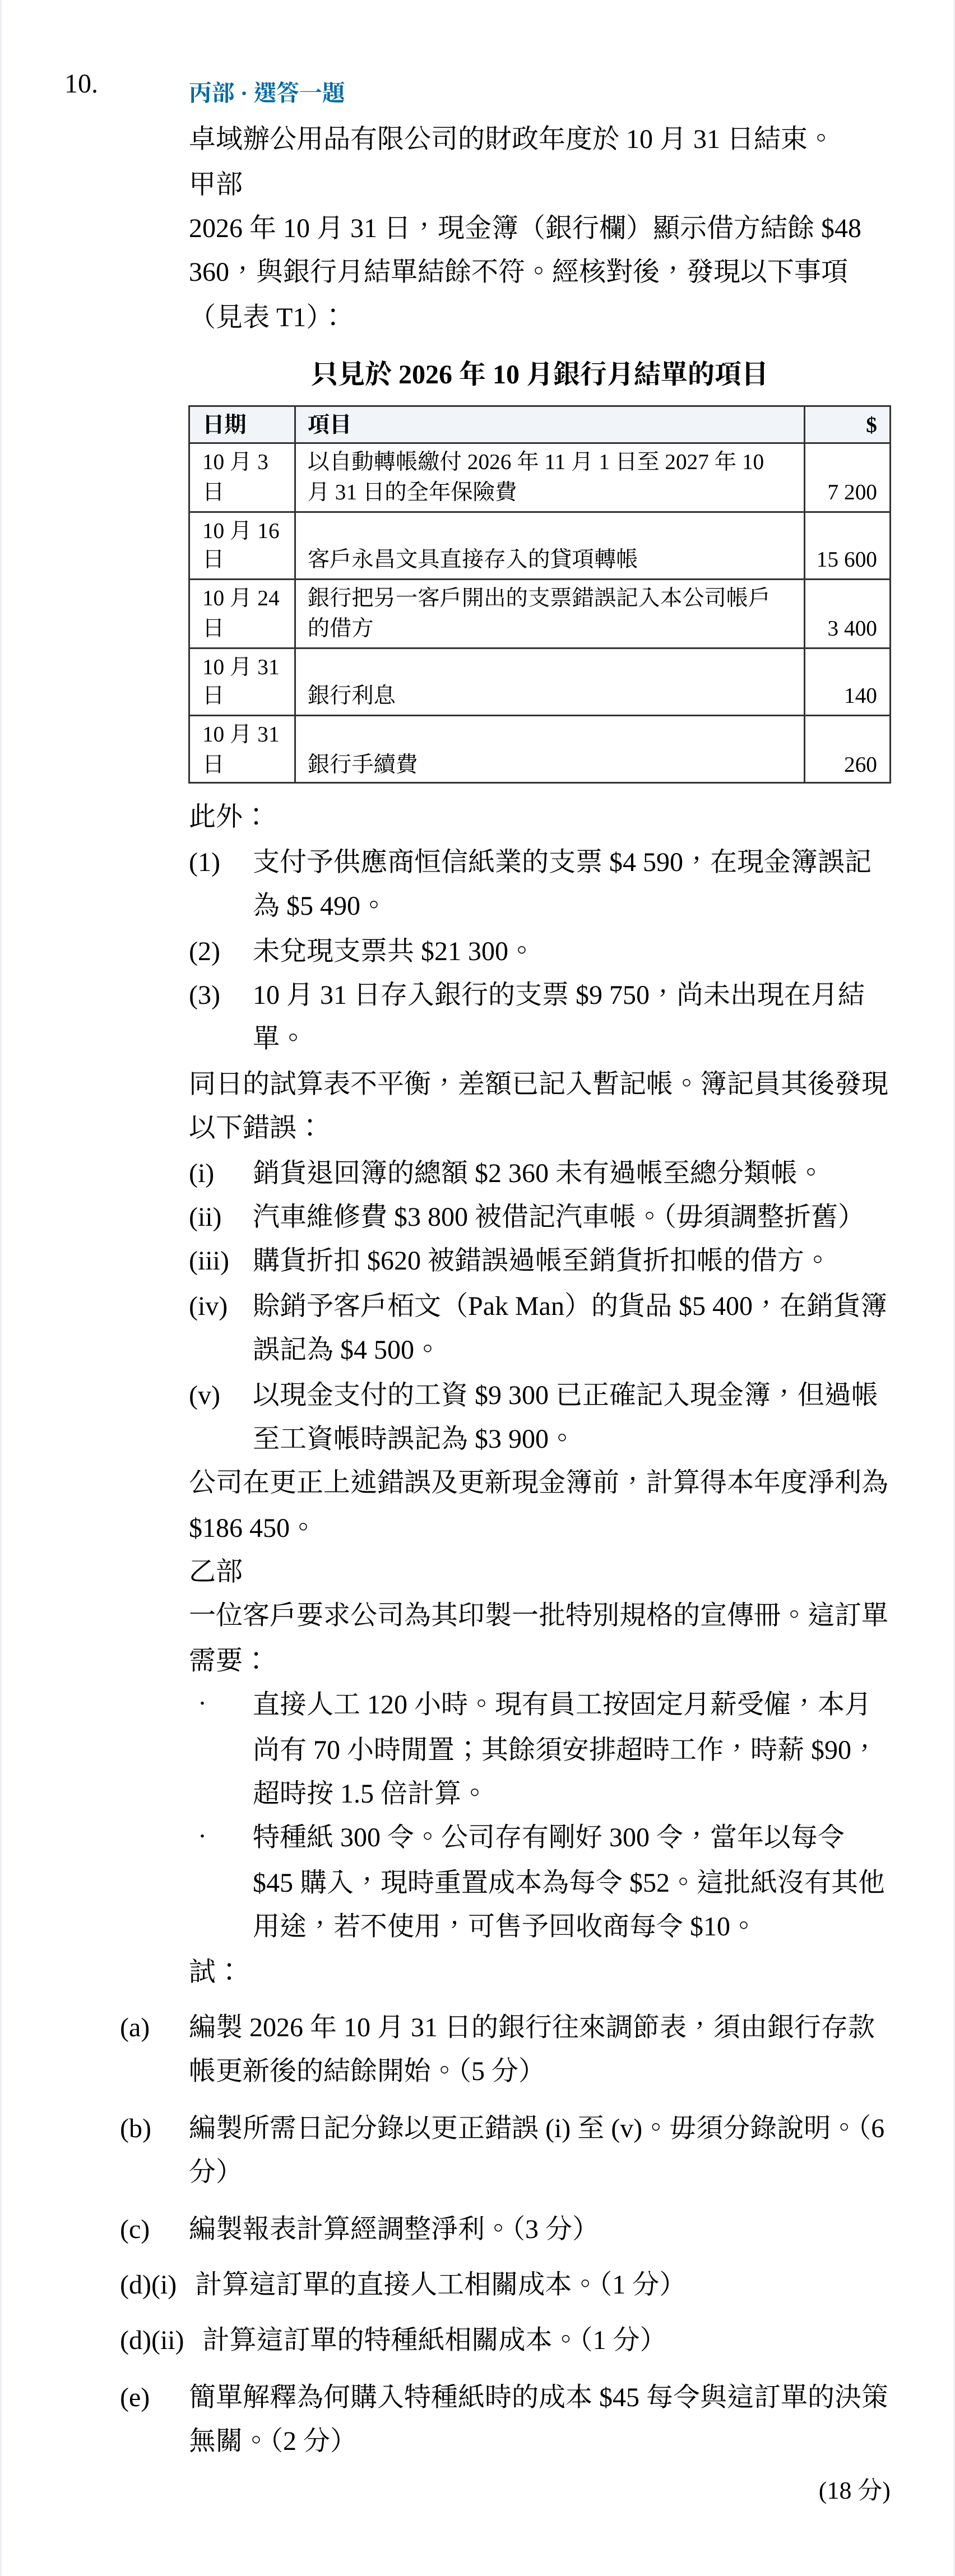 10.
丙部 · 選答一題
卓域辦公用品有限公司的財政年度於 10 月 31 日結束。
甲部
2026 年 10 月 31 日，現金簿（銀行欄）顯示借方結餘 $48
360，與銀行月結單結餘不符。經核對後，發現以下事項
（見表 T1）：
只見於 2026 年 10 月銀行月結單的項目
日期 項目 $
10 月 3 日 以自動轉帳繳付 2026 年 11 月 1 日至 2027 年 10
月 31 日的全年保險費 7 200
10 月 16 日 客戶永昌文具直接存入的貸項轉帳 15 600
10 月 24 日 銀行把另一客戶開出的支票錯誤記入本公司帳戶
的借方 3 400
10 月 31 日 銀行利息 140
10 月 31 日 銀行手續費 260
此外：
(1) 支付予供應商恒信紙業的支票 $4 590，在現金簿誤記
為 $5 490。
(2) 未兌現支票共 $21 300。
(3) 10 月 31 日存入銀行的支票 $9 750，尚未出現在月結
單。
同日的試算表不平衡，差額已記入暫記帳。簿記員其後發現
以下錯誤：
(i) 銷貨退回簿的總額 $2 360 未有過帳至總分類帳。
(ii) 汽車維修費 $3 800 被借記汽車帳。（毋須調整折舊）
(iii) 購貨折扣 $620 被錯誤過帳至銷貨折扣帳的借方。
(iv) 賒銷予客戶栢文（Pak Man）的貨品 $5 400，在銷貨簿
誤記為 $4 500。
(v) 以現金支付的工資 $9 300 已正確記入現金簿，但過帳
至工資帳時誤記為 $3 900。
公司在更正上述錯誤及更新現金簿前，計算得本年度淨利為
$186 450。
乙部
一位客戶要求公司為其印製一批特別規格的宣傳冊。這訂單
需要：
· 直接人工 120 小時。現有員工按固定月薪受僱，本月
尚有 70 小時閒置；其餘須安排超時工作，時薪 $90，
超時按 1.5 倍計算。
· 特種紙 300 令。公司存有剛好 300 令，當年以每令
$45 購入，現時重置成本為每令 $52。這批紙沒有其他
用途，若不使用，可售予回收商每令 $10。
試：
(a) 編製 2026 年 10 月 31 日的銀行往來調節表，須由銀行存款
帳更新後的結餘開始。（5 分）
(b) 編製所需日記分錄以更正錯誤 (i) 至 (v)。毋須分錄說明。（6
分）
(c) 編製報表計算經調整淨利。（3 分）
(d)(i) 計算這訂單的直接人工相關成本。（1 分）
(d)(ii) 計算這訂單的特種紙相關成本。（1 分）
(e) 簡單解釋為何購入特種紙時的成本 $45 每令與這訂單的決策
無關。（2 分）
(18 分)